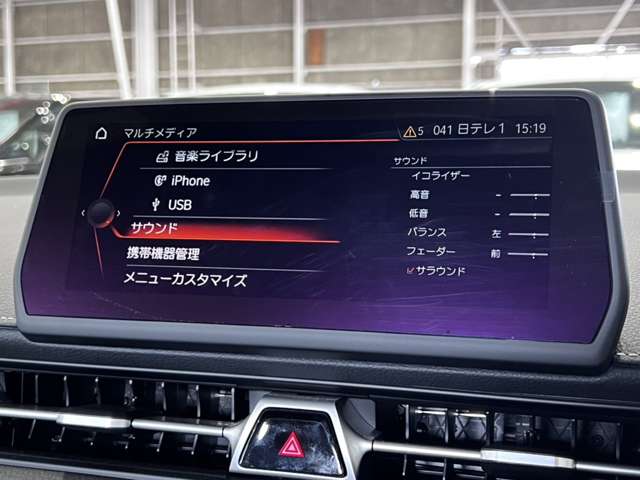 マルチメディア
5 041 日テレ1 15:19
音楽ライブラリ
iPhone
USB
サウンド
携帯機器管理
メニューカスタマイズ
サウンド
イコライザー
高音 -
低音 -
バランス 左
フェーダー 前
サラウンド